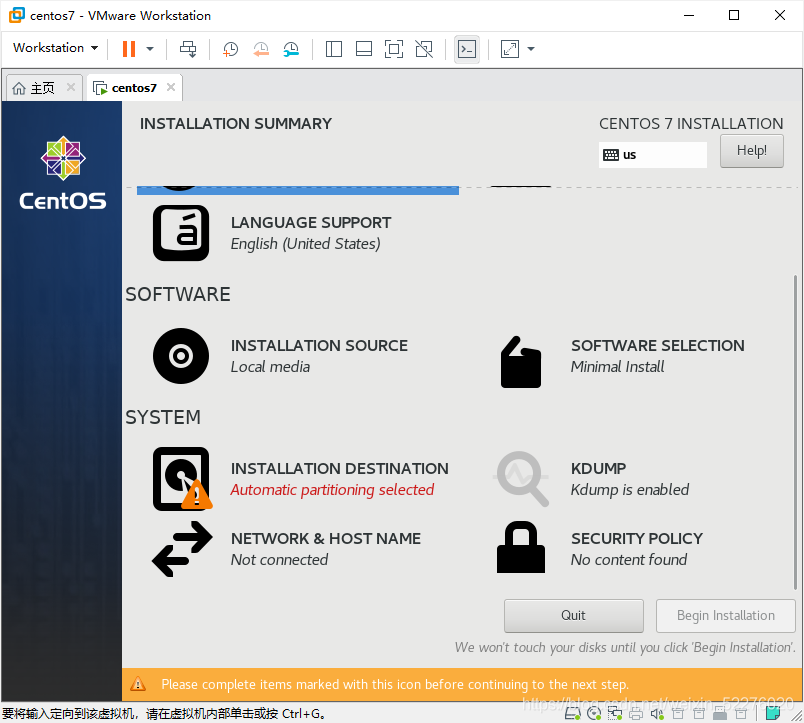 centos7 - VMware Workstation
Workstation
主页
centos7
INSTALLATION SUMMARY
CENTOS 7 INSTALLATION
us
Help!
CentOS
á
LANGUAGE SUPPORT
English (United States)
SOFTWARE
INSTALLATION SOURCE
Local media
SOFTWARE SELECTION
Minimal Install
SYSTEM
INSTALLATION DESTINATION
Automatic partitioning selected
KDUMP
Kdump is enabled
NETWORK & HOST NAME
Not connected
SECURITY POLICY
No content found
Quit
Begin Installation
We won't touch your disks until you click 'Begin Installation'.
Please complete items marked with this icon before continuing to the next step.
https://blog.csdn.net/weixin_52276020
要将输入定向到该虚拟机，请在虚拟机内部单击或按 Ctrl+G。